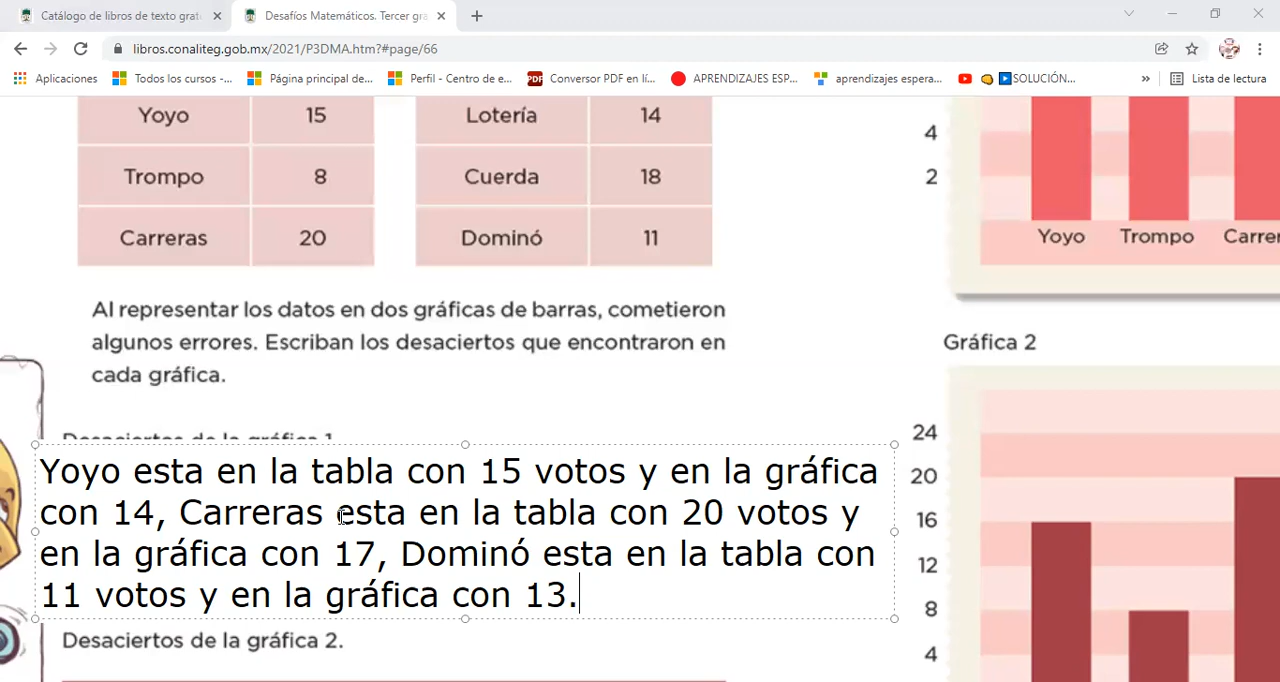 Catálogo de libros de texto grat
Desafíos Matemáticos. Tercer gra
libros.conaliteg.gob.mx/2021/P3DMA.htm?#page/66
Aplicaciones
Todos los cursos -...
Página principal de...
Perfil - Centro de e...
PDF
Conversor PDF en lí...
APRENDIZAJES ESP...
aprendizajes espera...
SOLUCIÓN...
»
Lista de lectura
Yoyo 15 Lotería 14
Trompo 8 Cuerda 18
Carreras 20 Dominó 11
4
2
Yoyo Trompo Carrer
Al representar los datos en dos gráficas de barras, cometieron
algunos errores. Escriban los desaciertos que encontraron en
cada gráfica.
Gráfica 2
Desaciertos de la gráfica 1.
Yoyo esta en la tabla con 15 votos y en la gráfica
con 14, Carreras esta en la tabla con 20 votos y
en la gráfica con 17, Dominó esta en la tabla con
11 votos y en la gráfica con 13.
24
20
16
12
8
4
Desaciertos de la gráfica 2.